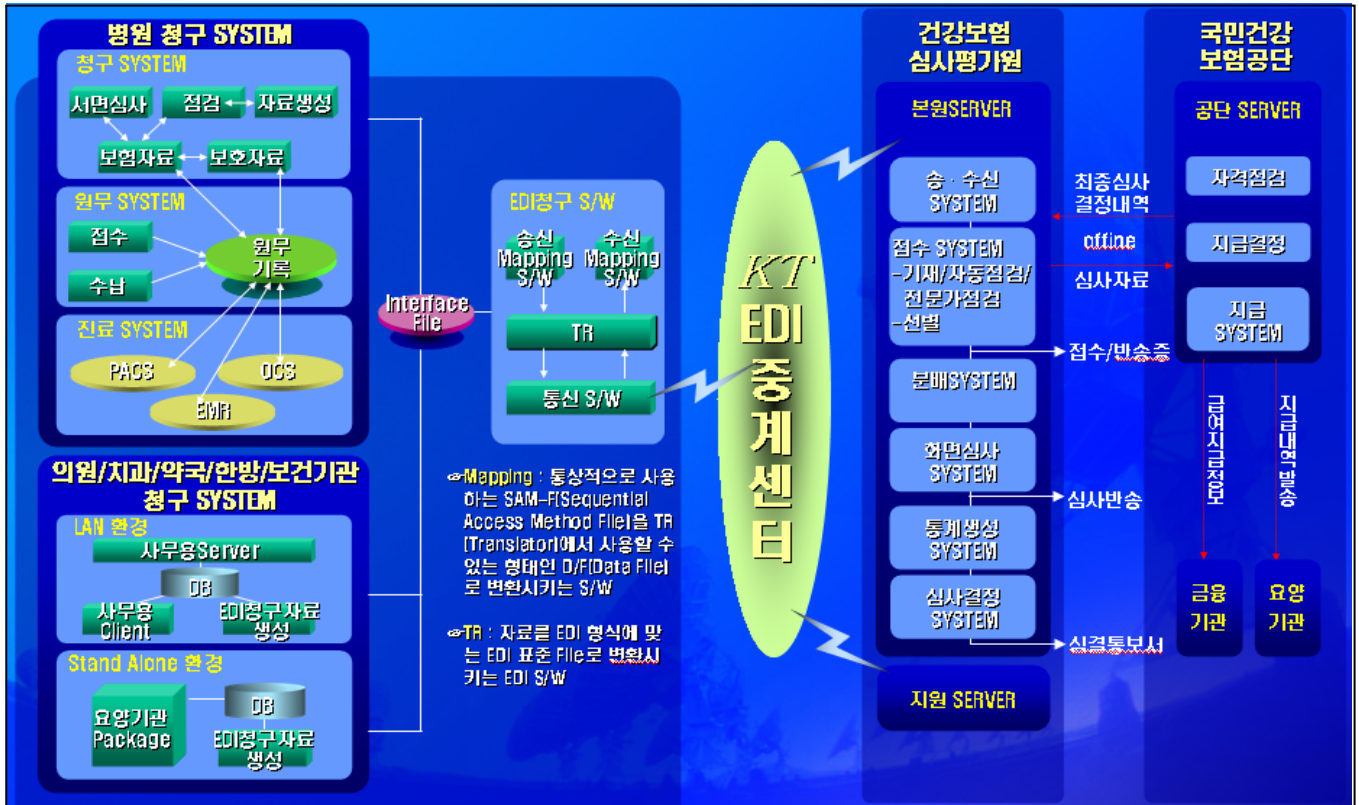 병원 청구 SYSTEM
청구 SYSTEM
서면심사
점검
자료생성
보험자료
보호자료
원무 SYSTEM
접수
수납
원무
기록
진료 SYSTEM
PACS
OCS
EMR
의원/치과/약국/한방/보건기관
청구 SYSTEM
LAN 환경
사무용Server
DB
사무용
Client
EDI청구자료
생성
Stand Alone 환경
요양기관
Package
DB
EDI청구자료
생성
Interface
File
EDI청구 S/W
송신
Mapping
S/W
수신
Mapping
S/W
TR
통신 S/W
☞Mapping : 통상적으로 사용
하는 SAM-F(Sequential
Access Method File)을 TR
(Translator)에서 사용할 수
있는 형태인 D/F(Data File)
로 변환시키는 S/W
☞TR : 자료를 EDI 형식에 맞
는 EDI 표준 File로 변환시
키는 EDI S/W
KT
EDI
중
계
센
터
건강보험
심사평가원
본원SERVER
송·수신
SYSTEM
접수 SYSTEM
-기재/자동점검/
전문가점검
-선별
분배SYSTEM
화면심사
SYSTEM
통계생성
SYSTEM
심사결정
SYSTEM
지원 SERVER
최종심사
결정내역
offine
심사자료
접수/반송증
심사반송
심결통보서
국민건강
보험공단
공단 SERVER
자격점검
지급결정
지급
SYSTEM
급여지급정보
지급내역발송
금융
기관
요양
기관